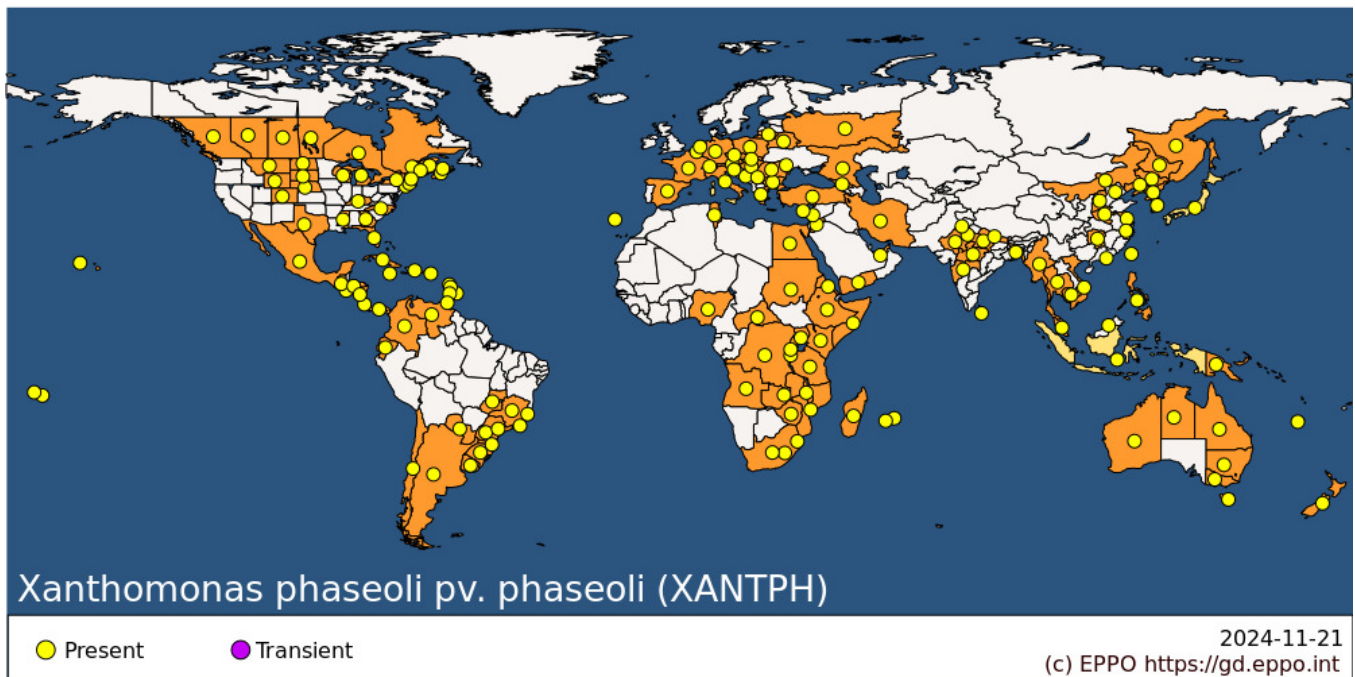 Xanthomonas phaseoli pv. phaseoli (XANTPH)
Present
Transient
2024-11-21
(c) EPPO https://gd.eppo.int